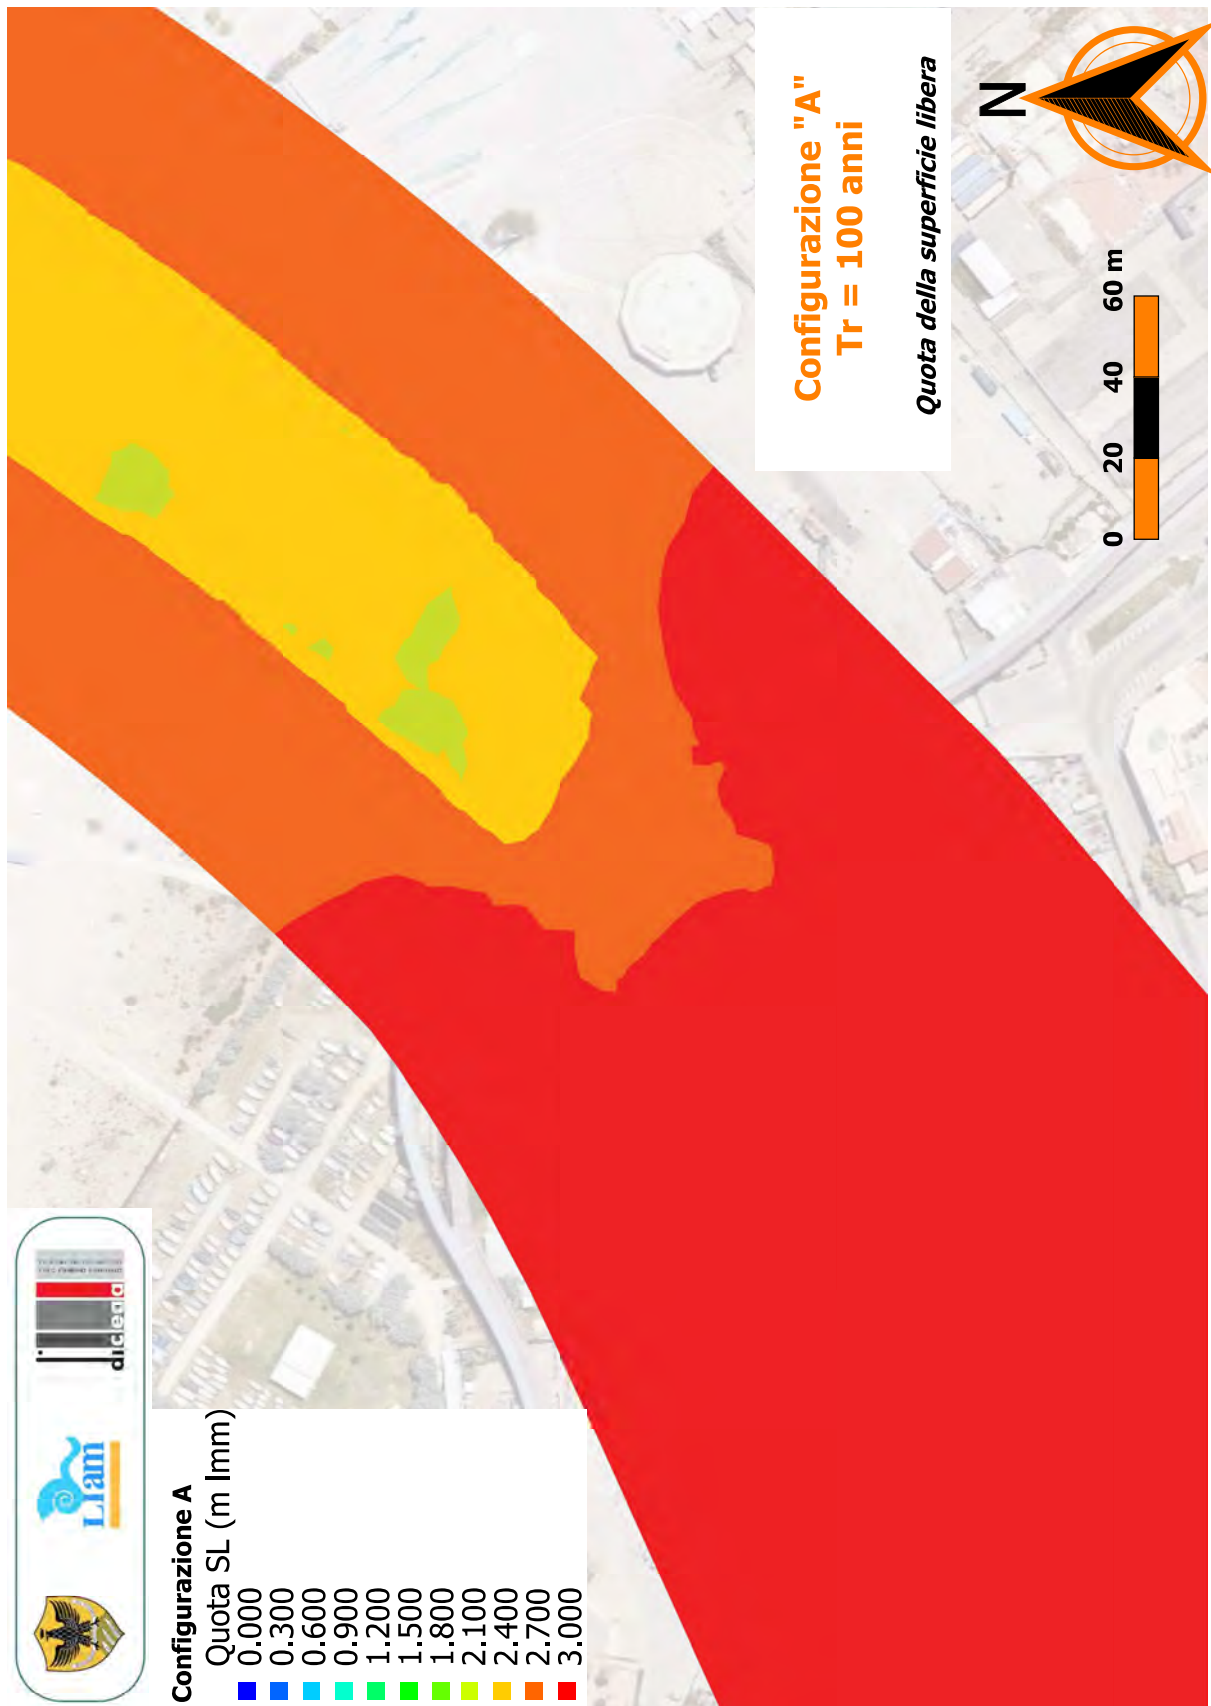 Configurazione "A"
Tr = 100 anni
Quota della superficie libera
N
0 20 40 60 m
LIam
dicea
Configurazione A
Quota SL (m lmm)
0.000
0.300
0.600
0.900
1.200
1.500
1.800
2.100
2.400
2.700
3.000